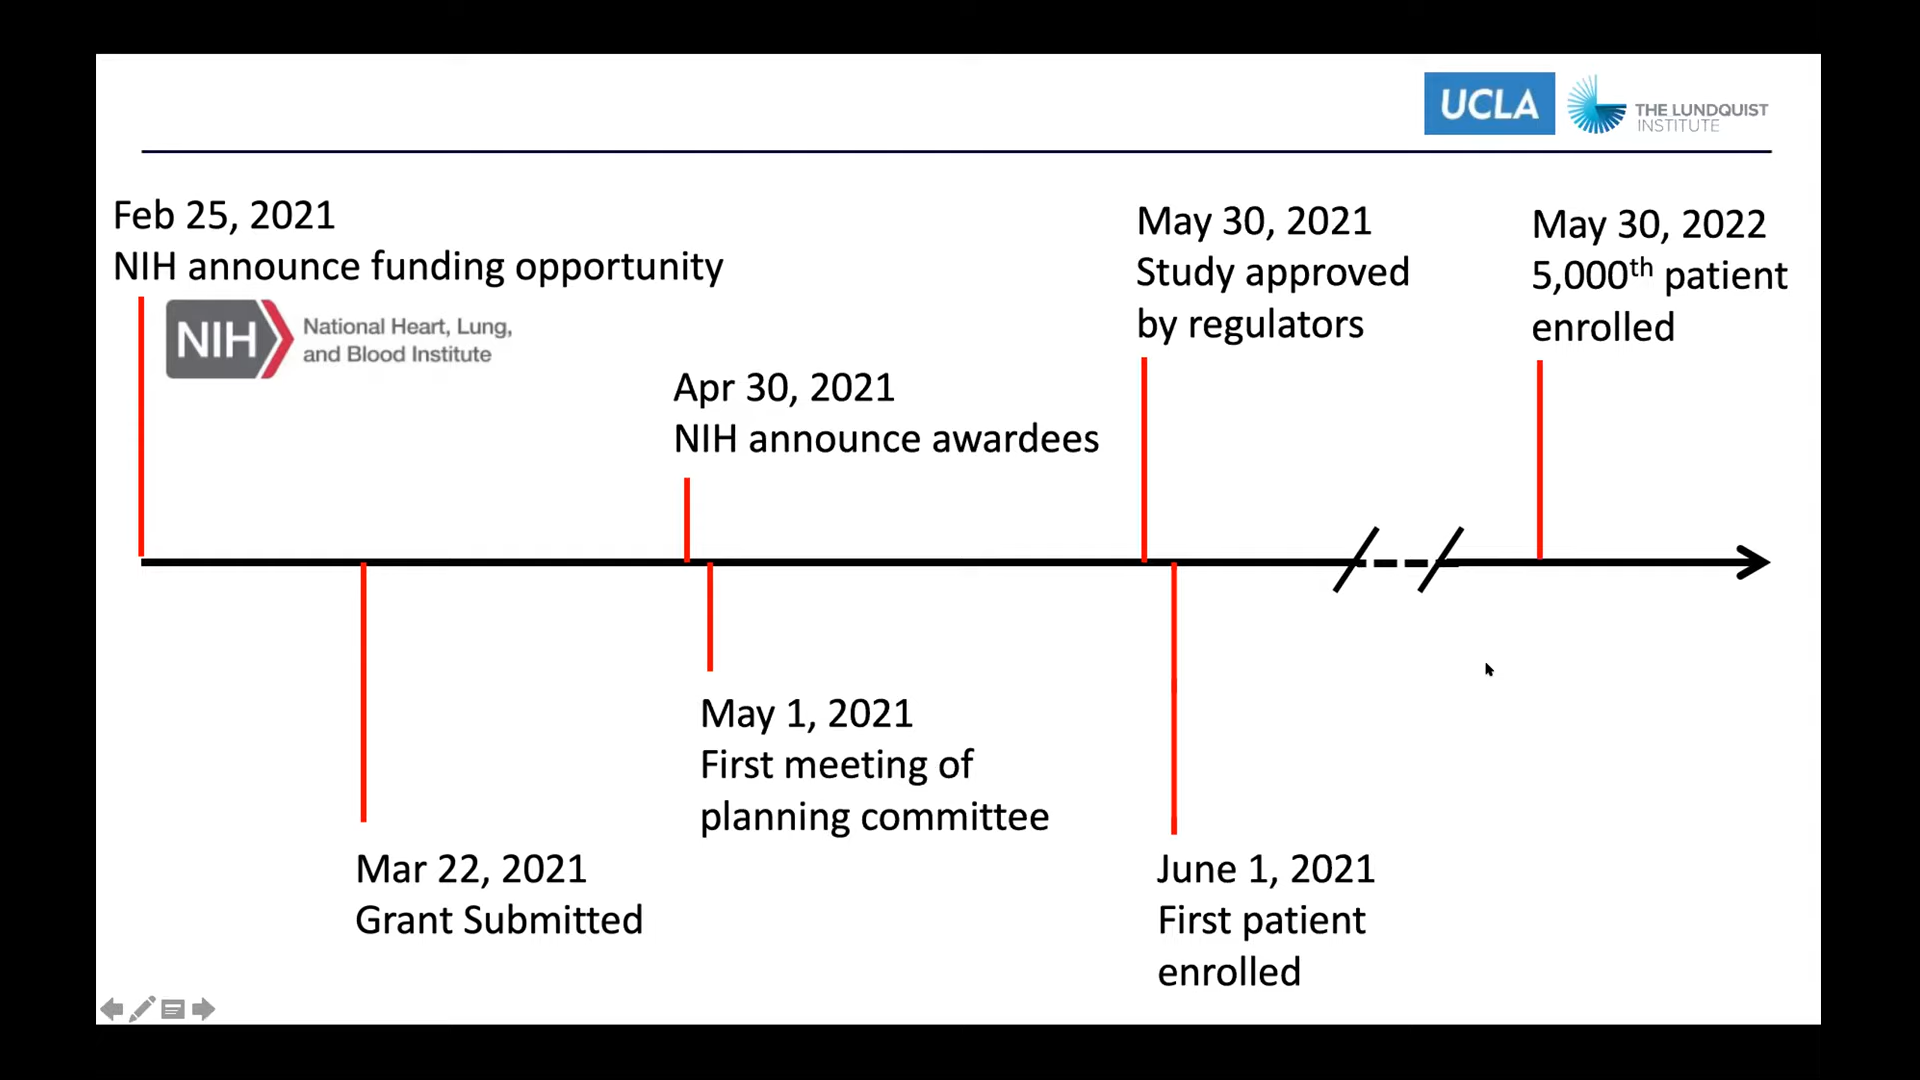 UCLA
THE LUNDQUIST
INSTITUTE
Feb 25, 2021
NIH announce funding opportunity
NIH
National Heart, Lung,
and Blood Institute
Apr 30, 2021
NIH announce awardees
May 30, 2021
Study approved
by regulators
May 30, 2022
5,000th patient
enrolled
Mar 22, 2021
Grant Submitted
May 1, 2021
First meeting of
planning committee
June 1, 2021
First patient
enrolled